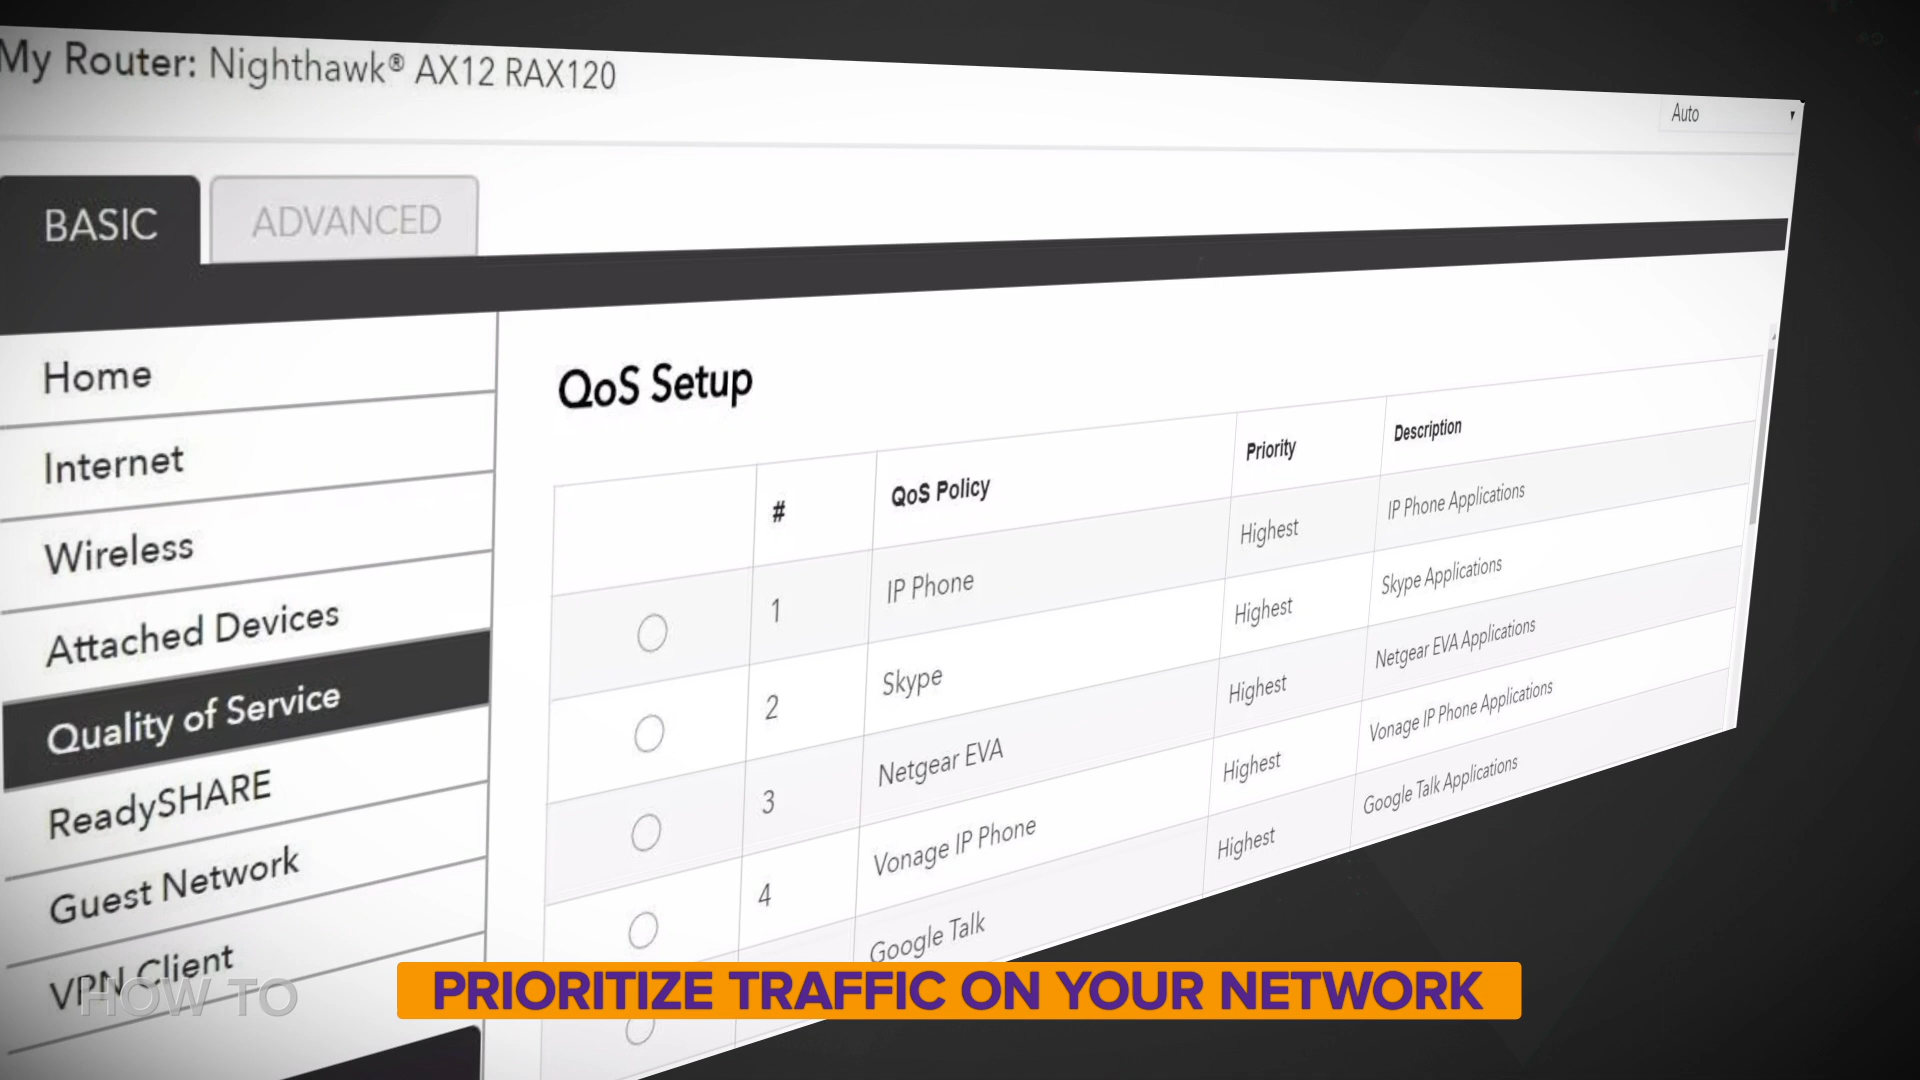 My Router: Nighthawk® AX12 RAX120
Auto
BASIC
ADVANCED
Home
Internet
Wireless
Attached Devices
Quality of Service
ReadySHARE
Guest Network
VPN Client
QoS Setup
# QoS Policy Priority Description
1 IP Phone Highest IP Phone Applications
2 Skype Highest Skype Applications
3 Netgear EVA Highest Netgear EVA Applications
4 Vonage IP Phone Highest Vonage IP Phone Applications
Google Talk Highest Google Talk Applications
HOW TO
PRIORITIZE TRAFFIC ON YOUR NETWORK